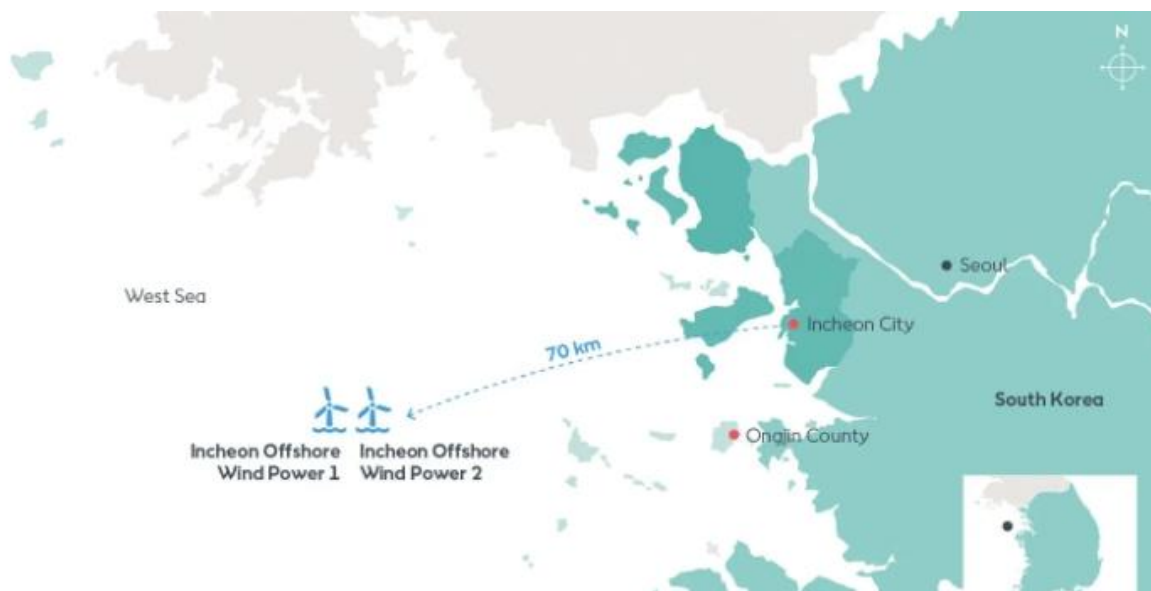 N
Seoul
West Sea
Incheon City
70 km
South Korea
Incheon Offshore
Wind Power 1
Incheon Offshore
Wind Power 2
Ongjin County